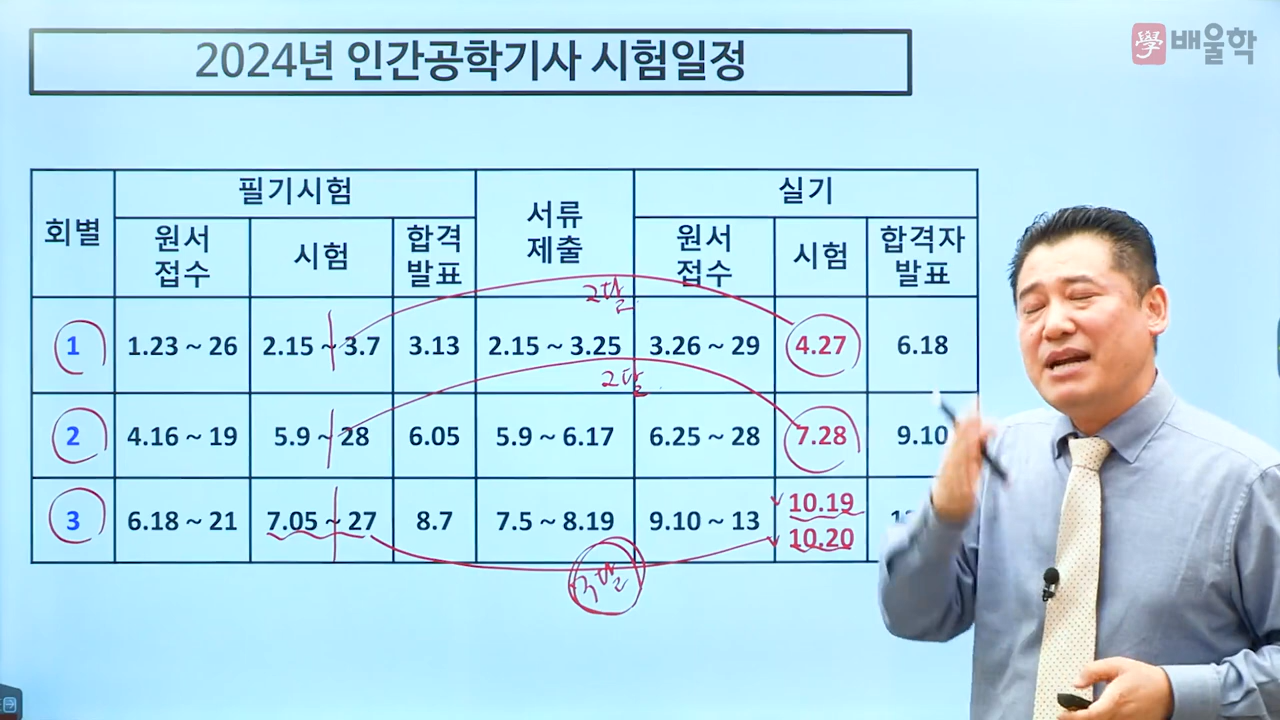 2024년 인간공학기사 시험일정
學 배울학
회별 필기시험 서류 제출 실기
원서 접수 시험 합격 발표 원서 접수 시험 합격자 발표
1 1.23 ~ 26 2.15 ~ 3.7 3.13 2.15 ~ 3.25 3.26 ~ 29 4.27 6.18
2달
2 4.16 ~ 19 5.9 ~ 28 6.05 5.9 ~ 6.17 6.25 ~ 28 7.28 9.10
2달
3 6.18 ~ 21 7.05 ~ 27 8.7 7.5 ~ 8.19 9.10 ~ 13 10.19
10.20